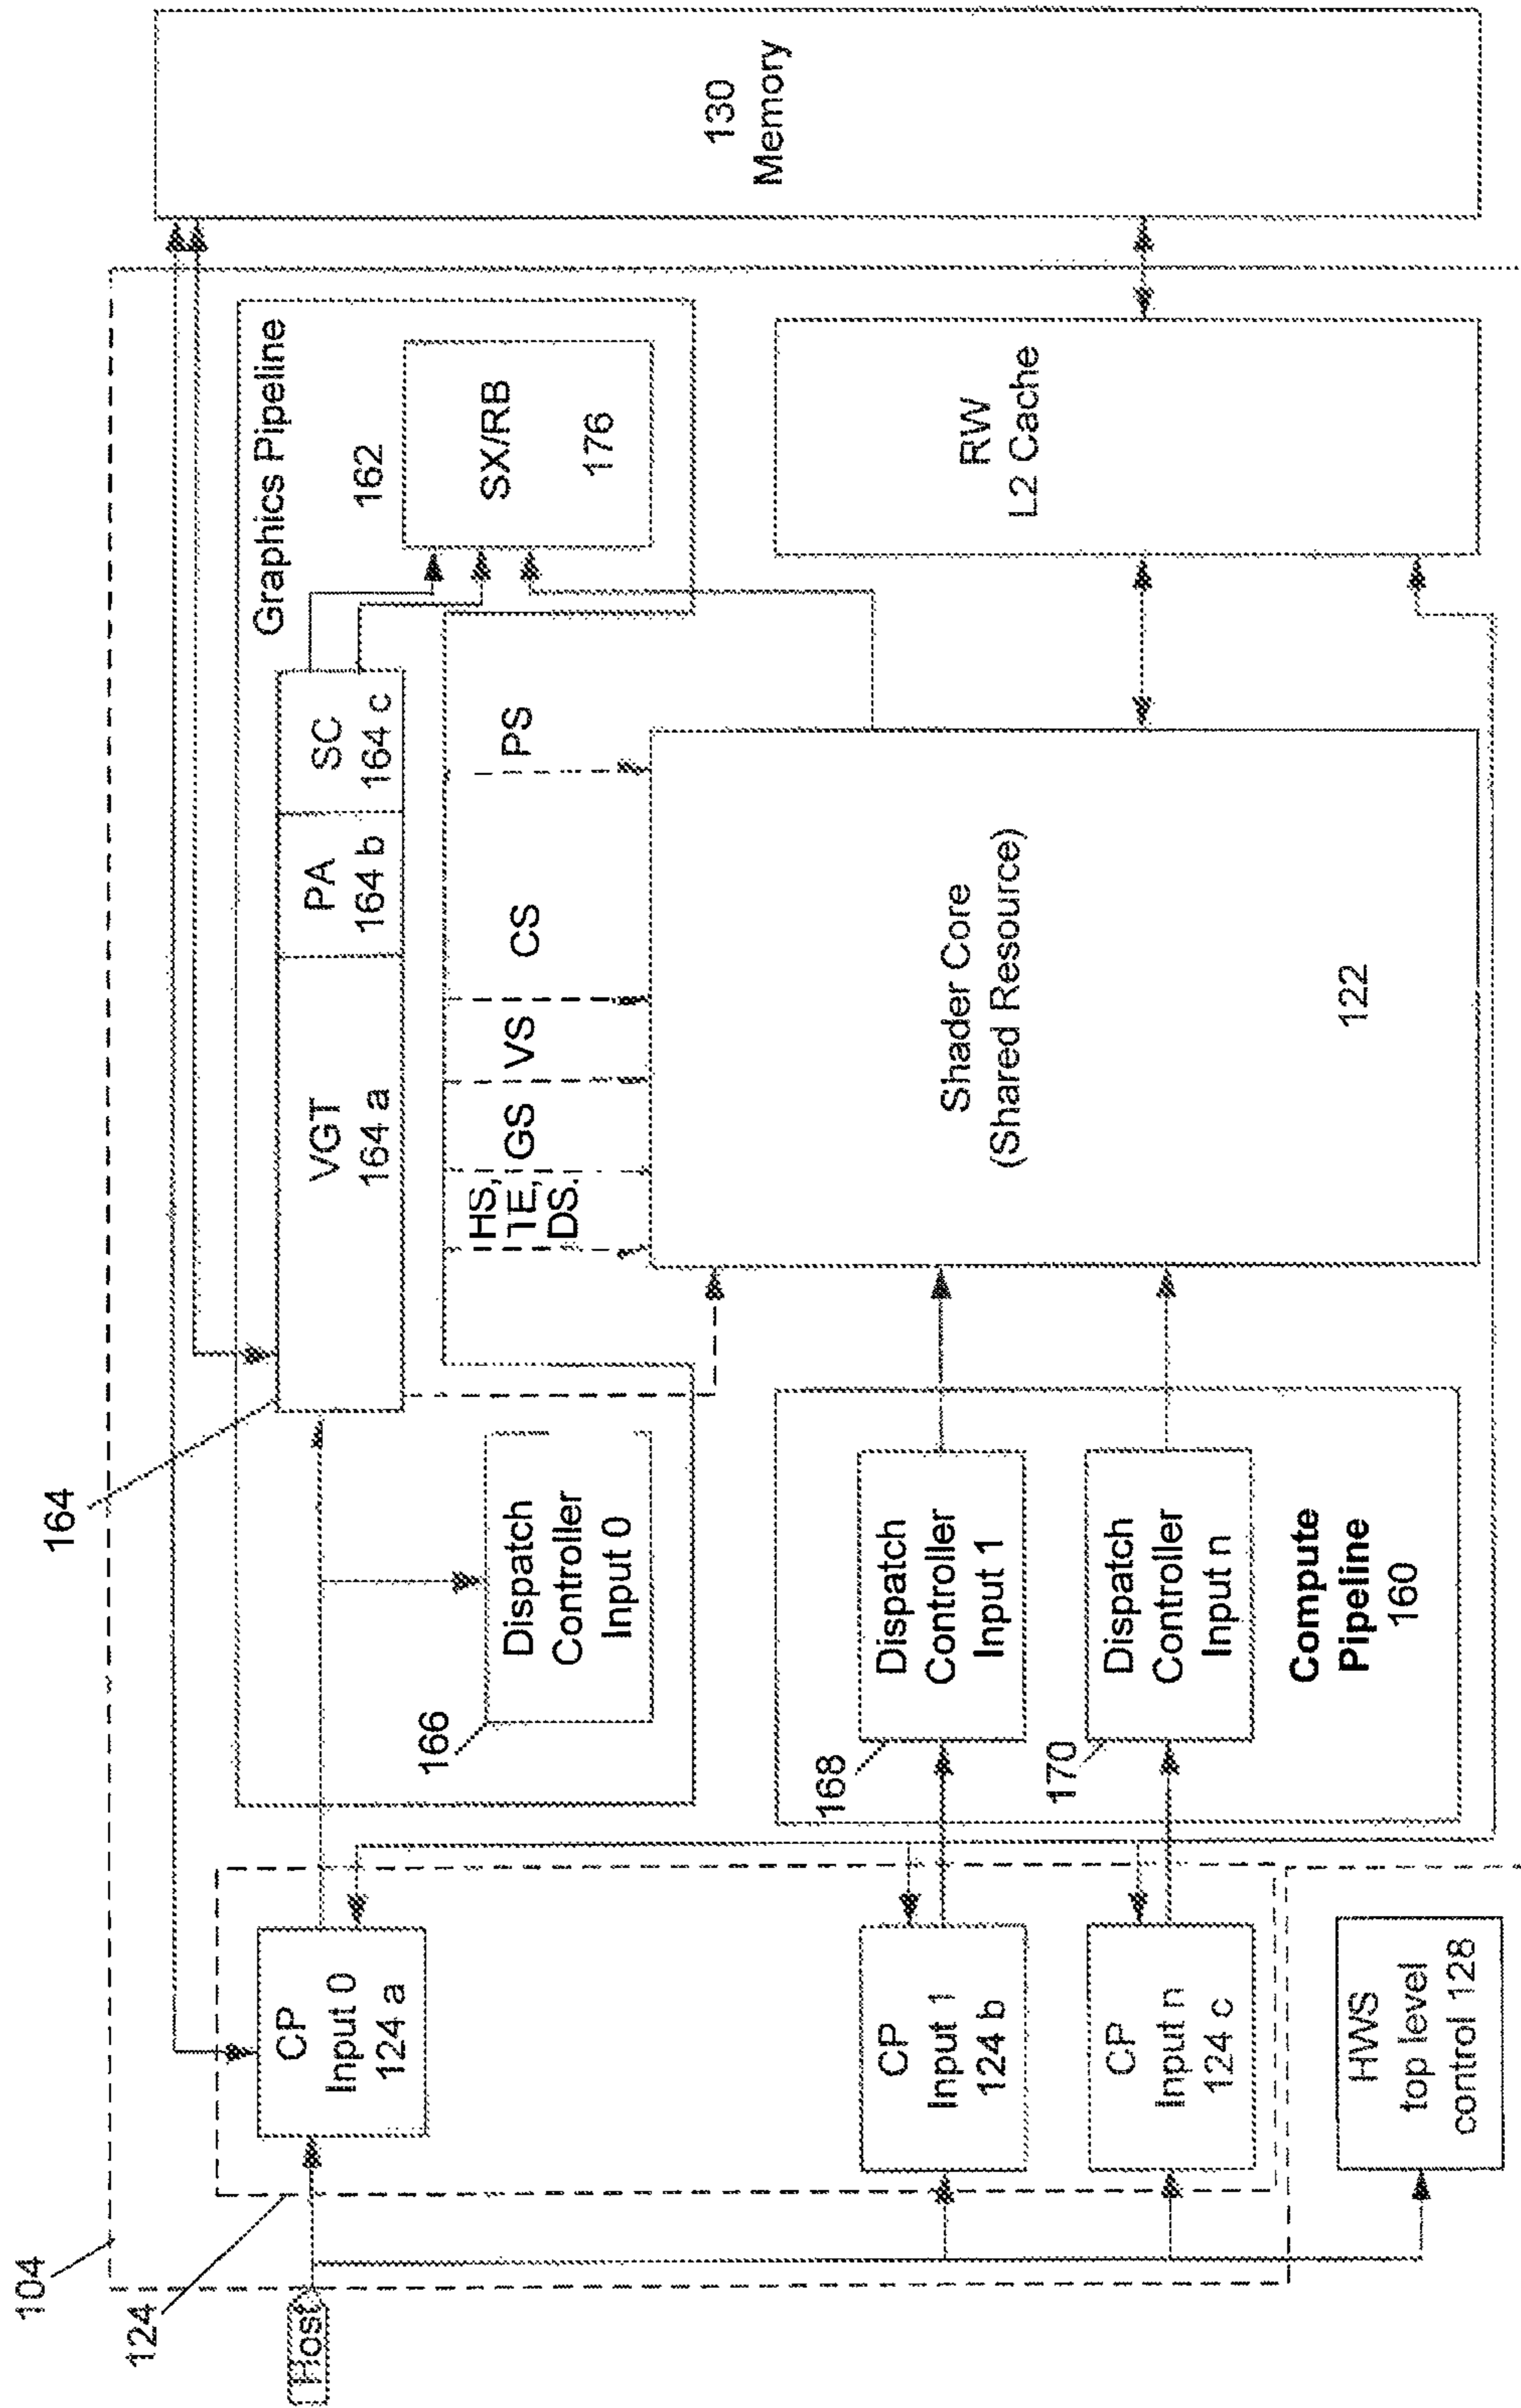 104
124
Host
164
CP
Input 0
124 a
CP
Input 1
124 b
CP
Input n
124 c
HWS
top level
control 128
Graphics Pipeline
162
VGT
164 a
PA
164 b
SC
164 c
166
Dispatch
Controller
Input 0
HS,
TE,
DS.
GS
VS
CS
PS
SX/RB
176
168
Dispatch
Controller
Input 1
170
Dispatch
Controller
Input n
Compute
Pipeline
160
Shader Core
(Shared Resource)
122
RW
L2 Cache
130
Memory